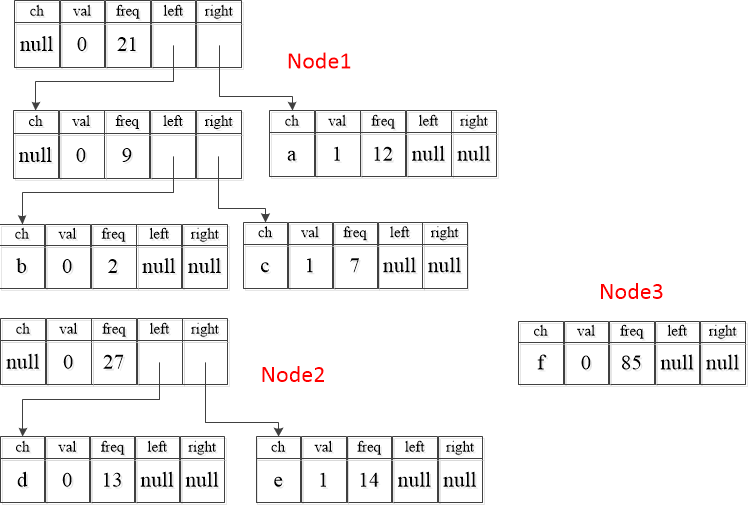 ch val freq left right
null 0 21
Node1
ch val freq left right
null 0 9
ch val freq left right
a 1 12 null null
ch val freq left right
b 0 2 null null
ch val freq left right
c 1 7 null null
Node3
ch val freq left right
null 0 27
Node2
ch val freq left right
f 0 85 null null
ch val freq left right
d 0 13 null null
ch val freq left right
e 1 14 null null